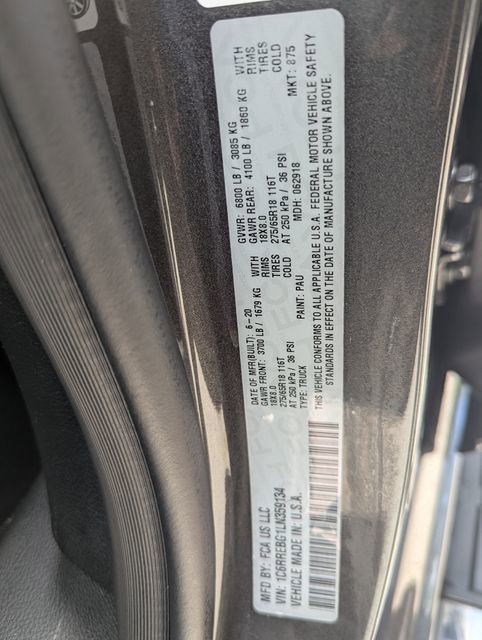 MFD BY: FCA US LLC
DATE OF MFR(BUILT): 6-20
GVWR: 6800 LB / 3085 KG
GAWR FRONT: 3700 LB / 1679 KG WITH
GAWR REAR: 4100 LB / 1860 KG WITH
18X8.0 RIMS
18X8.0 RIMS
275/65R18 116T TIRES
275/65R18 116T TIRES
AT 250 kPa / 36 PSI COLD
AT 250 kPa / 36 PSI COLD
TYPE: TRUCK
PAINT: PAU
MDH: 062918
MKT: 875
THIS VEHICLE CONFORMS TO ALL APPLICABLE U.S.A. FEDERAL MOTOR VEHICLE SAFETY
STANDARDS IN EFFECT ON THE DATE OF MANUFACTURE SHOWN ABOVE.
VIN: 1C6RREBG1LN359134
VEHICLE MADE IN: U.S.A.